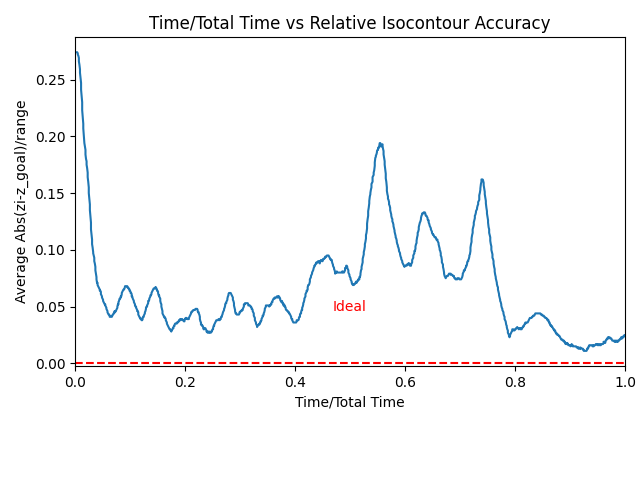 Time/Total Time vs Relative Isocontour Accuracy
Average Abs(zi-z_goal)/range
0.25
0.20
0.15
0.10
0.05
0.00
Ideal
0.0 0.2 0.4 0.6 0.8 1.0
Time/Total Time